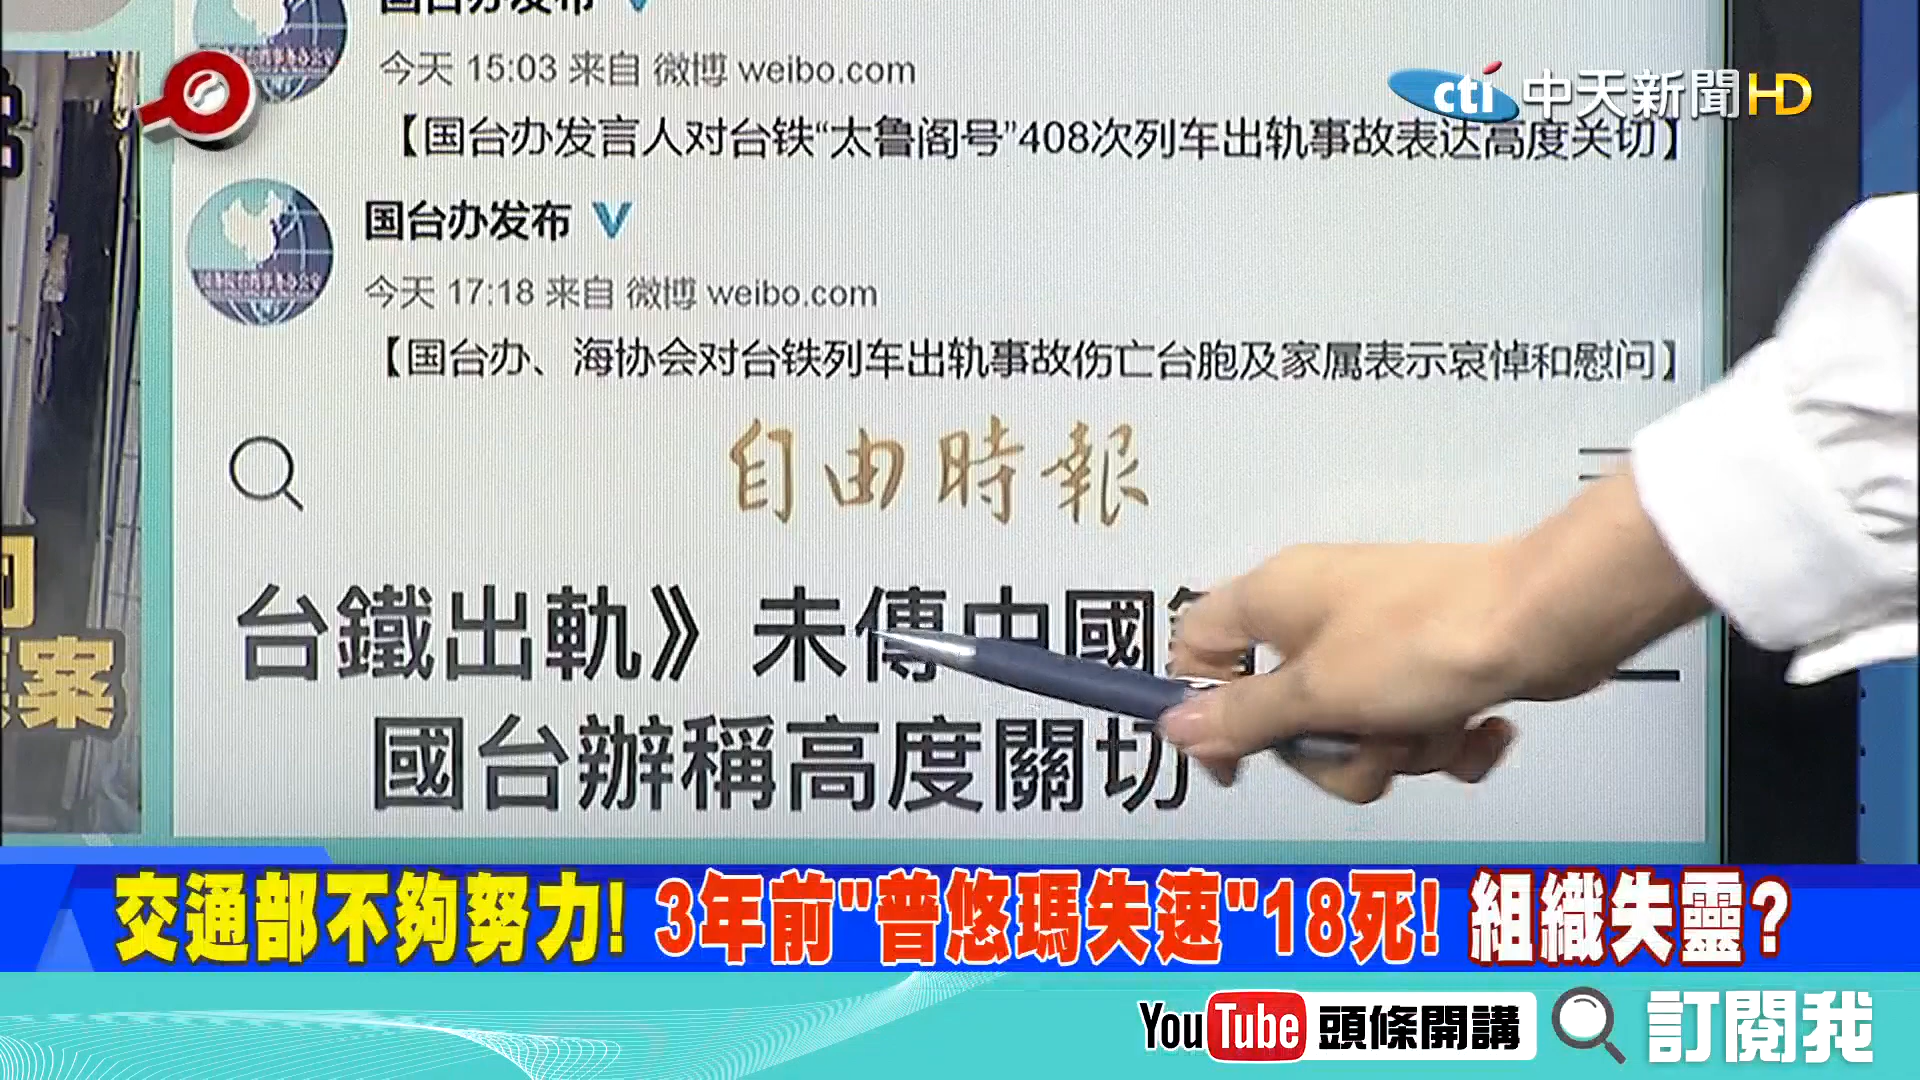 国台办发布
今天 15:03 来自 微博 weibo.com
cti 中天新聞HD
【国台办发言人对台铁“太鲁阁号”408次列车出轨事故表达高度关切】
国台办发布
今天 17:18 来自 微博 weibo.com
【国台办、海协会对台铁列车出轨事故伤亡台胞及家属表示哀悼和慰问】
自由時報
台鐵出軌》未傳中國
國台辦稱高度關切
案
交通部不夠努力! 3年前"普悠瑪失速"18死! 組織失靈?
YouTube 頭條開講 訂閱我